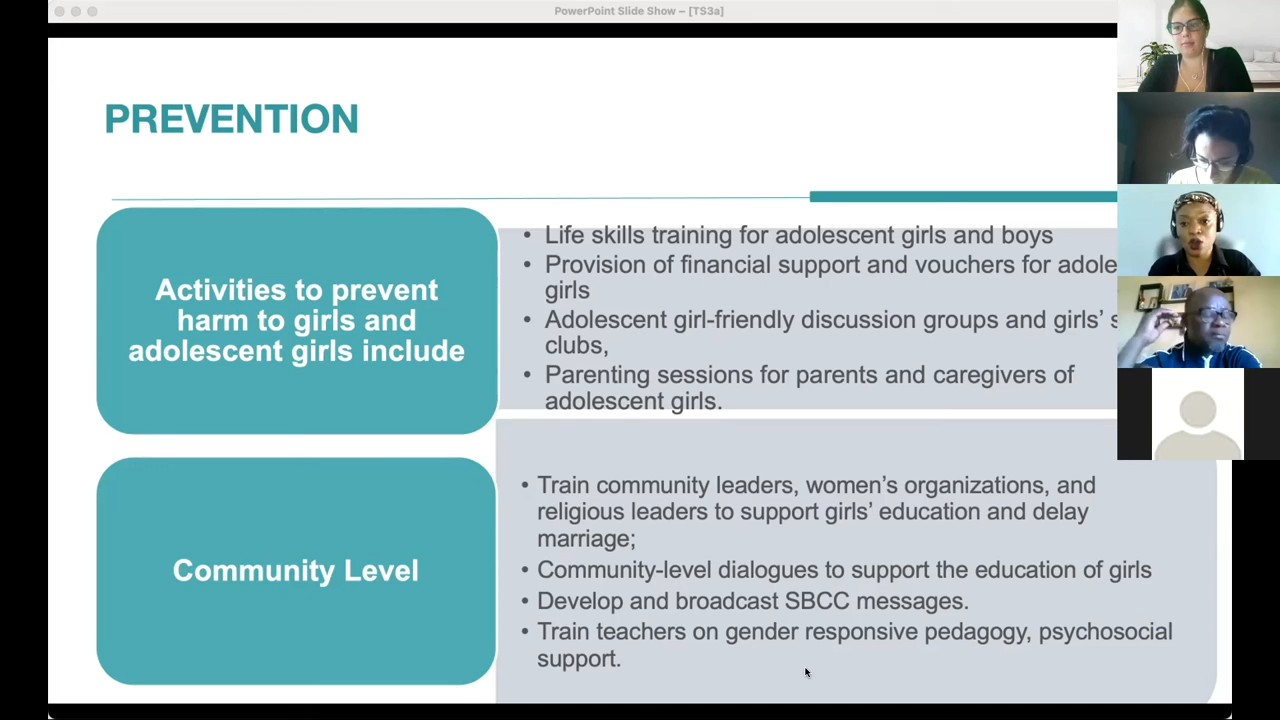 PowerPoint Slide Show – [TS3a]
PREVENTION
Activities to prevent
harm to girls and
adolescent girls include
• Life skills training for adolescent girls and boys
• Provision of financial support and vouchers for adole
girls
• Adolescent girl-friendly discussion groups and girls’ s
clubs,
• Parenting sessions for parents and caregivers of
adolescent girls.
Community Level
• Train community leaders, women’s organizations, and
religious leaders to support girls’ education and delay
marriage;
• Community-level dialogues to support the education of girls
• Develop and broadcast SBCC messages.
• Train teachers on gender responsive pedagogy, psychosocial
support.